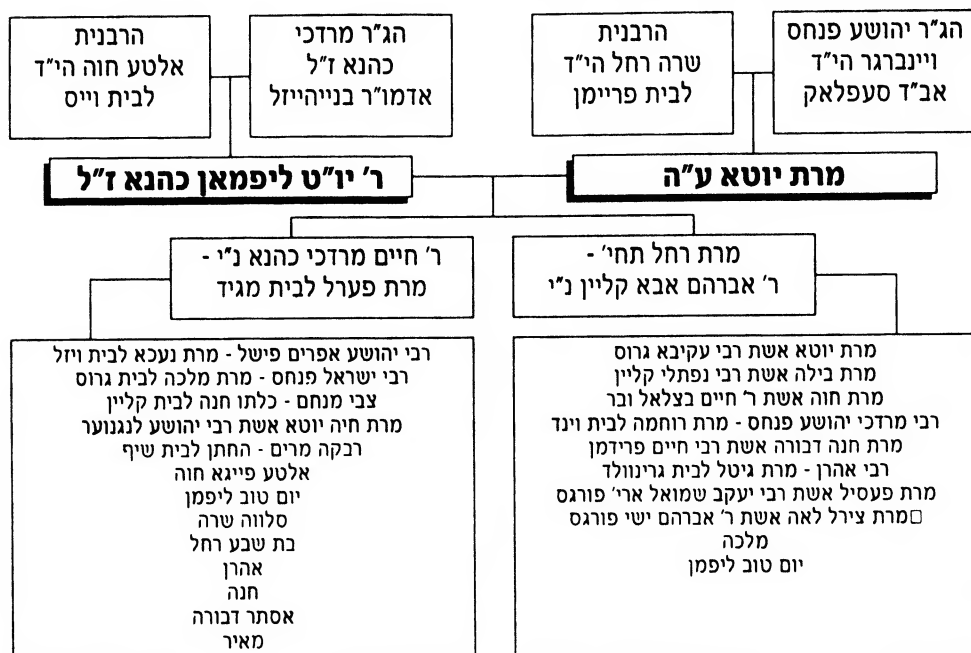 הג"ר יהושע פנחס
ויינברגר הי"ד
אב"ד סעפלאק
הרבנית
שרה רחל הי"ד
לבית פריימן
הג"ר מרדכי
כהנא ז"ל
אדמו"ר בנייהייזל
הרבנית
אלטע חוה הי"ד
לבית וייס
מרת יוטא ע"ה
ר' יו"ט ליפמאן כהנא ז"ל
מרת רחל תחי' -
ר' אברהם אבא קליין נ"י
ר' חיים מרדכי כהנא נ"י -
מרת פערל לבית מגיד
מרת יוטא אשת רבי עקיבא גרוס
מרת בילה אשת רבי נפתלי קליין
מרת חוה אשת ר' חיים בצלאל ובר
רבי מרדכי יהושע פנחס - מרת רוחמה לבית וינד
מרת חנה דבורה אשת רבי חיים פרידמן
רבי אהרן - מרת גיטל לבית גרינוולד
מרת פעסיל אשת רבי יעקב שמואל ארי' פורגס
□מרת צירל לאה אשת ר' אברהם ישי פורגס
מלכה
יום טוב ליפמן
רבי יהושע אפרים פישל - מרת נעכא לבית ויזל
רבי ישראל פנחס - מרת מלכה לבית גרוס
צבי מנחם - כלתו חנה לבית קליין
מרת חיה יוטא אשת רבי יהושע לנגנוער
רבקה מרים - החתן לבית שיף
אלטע פייגא חוה
יום טוב ליפמן
סלווה שרה
בת שבע רחל
אהרן
חנה
אסתר דבורה
מאיר